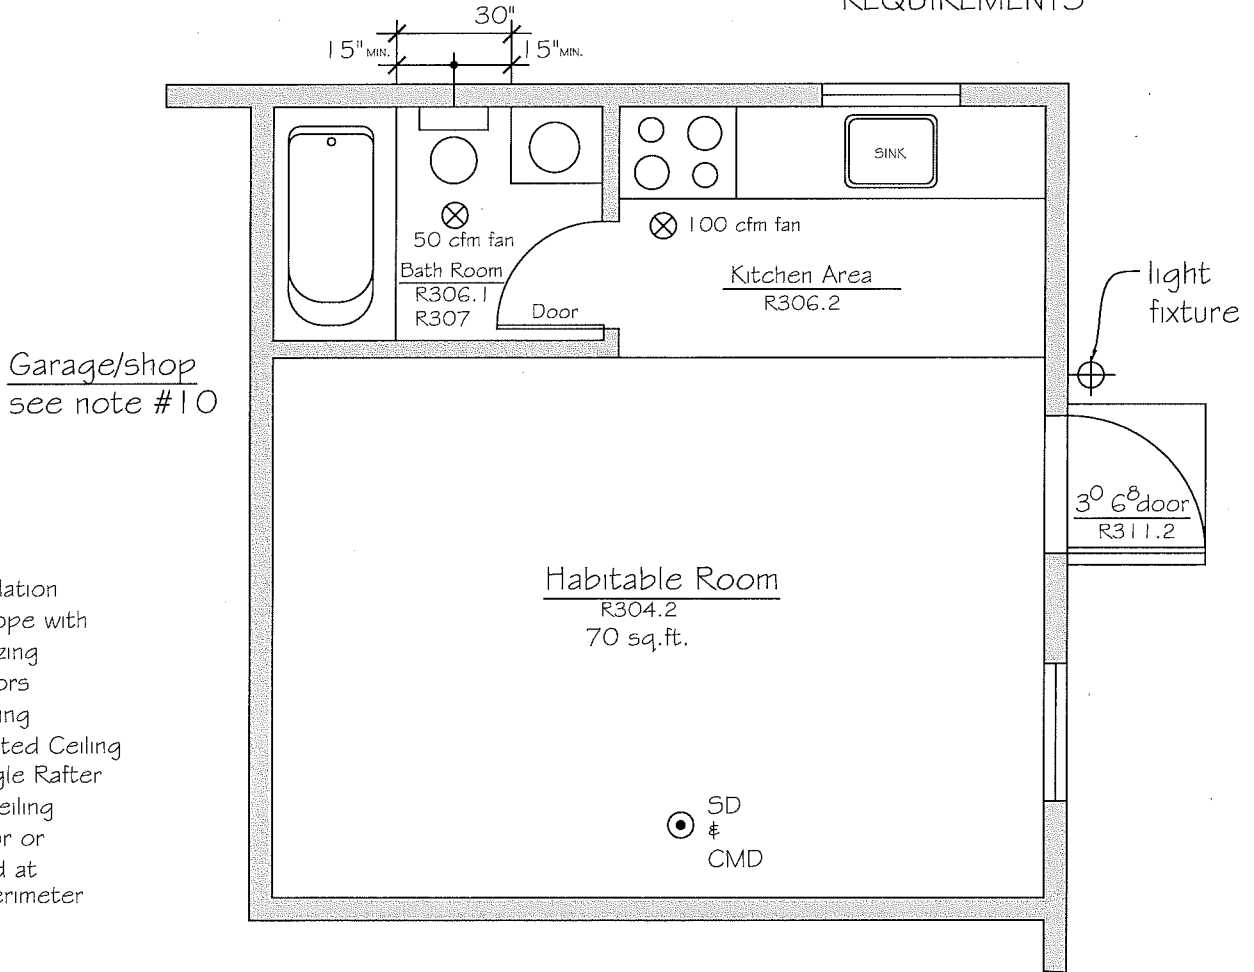 REQUIREMENTS
30"
15" MIN.
15" MIN.
SINK
50 cfm fan
100 cfm fan
Bath Room
R306.1
R307
Door
Kitchen Area
R306.2
light
fixture
Garage/shop
see note #10
3⁰ 6⁸ door
R311.2
Habitable Room
R304.2
70 sq.ft.
SD
&
CMD
lation
ope with
zing
ors
ing
ted Ceiling
gle Rafter
eiling
r or
d at
erimeter